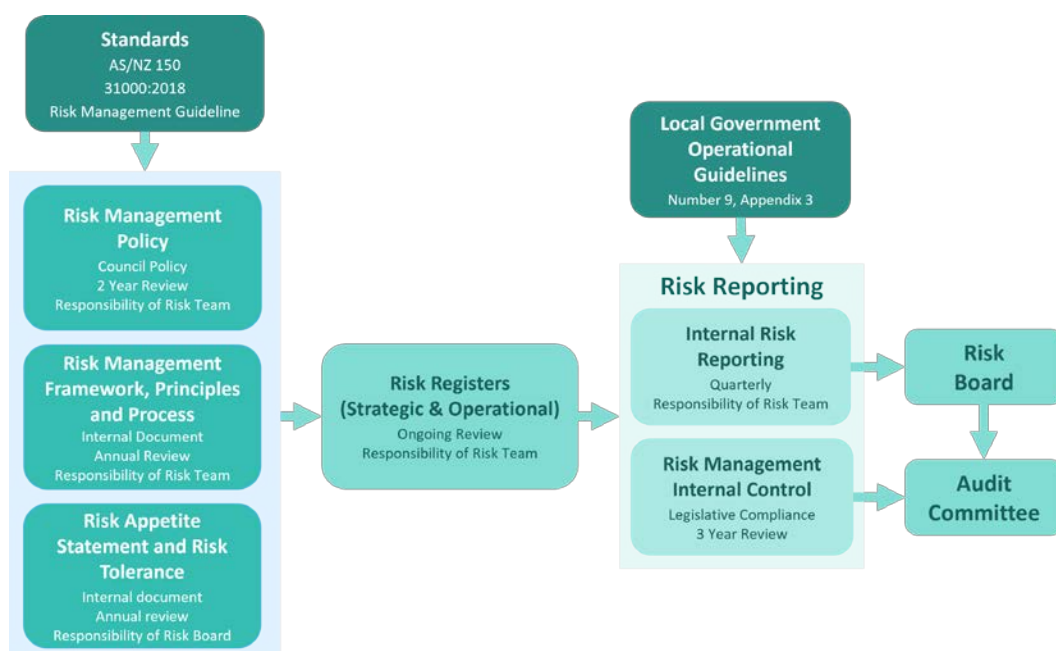 Standards
AS/NZ 150
31000:2018
Risk Management Guideline
Risk Management
Policy
Council Policy
2 Year Review
Responsibility of Risk Team
Risk Management
Framework, Principles
and Process
Internal Document
Annual Review
Responsibility of Risk Team
Risk Appetite
Statement and Risk
Tolerance
Internal document
Annual review
Responsibility of Risk Board
Risk Registers
(Strategic & Operational)
Ongoing Review
Responsibility of Risk Team
Local Government
Operational
Guidelines
Number 9, Appendix 3
Risk Reporting
Internal Risk
Reporting
Quarterly
Responsibility of Risk Team
Risk Management
Internal Control
Legislative Compliance
3 Year Review
Risk
Board
Audit
Committee